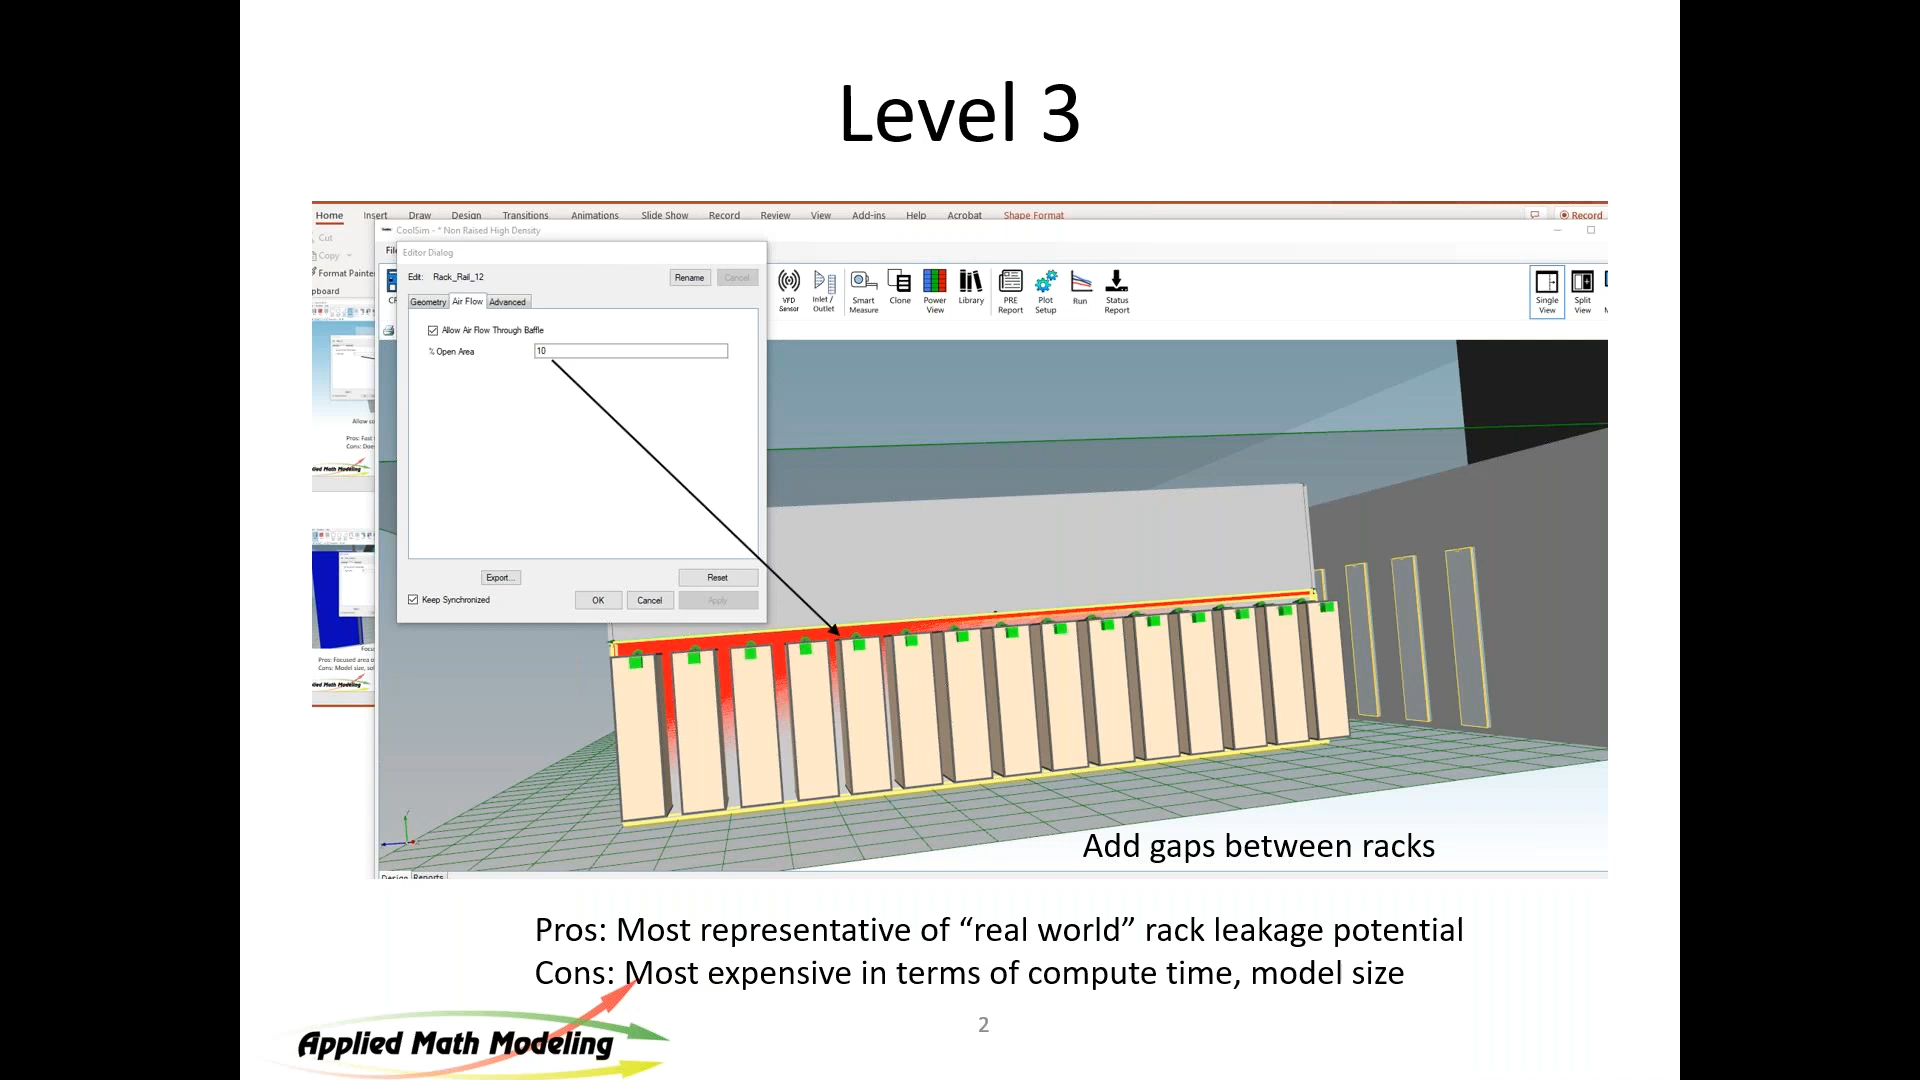 Level 3
Home Insert Draw Design Transitions Animations Slide Show Record Review View Add-ins Help Acrobat Shape Format Record
Cut
Copy
Format Painter
CoolSim - * Non Raised High Density
Editor Dialog
Edit: Rack_Rail_12
Rename Cancel
Geometry Air Flow Advanced
Allow Air Flow Through Baffle
% Open Area 10
Export... Reset
Keep Synchronized OK Cancel Apply
VFD Sensor
Inlet / Outlet
Smart Measure
Clone
Power View
Library
PRE Report
Plot Setup
Run
Status Report
Single View
Split View
Design Reports
Add gaps between racks
Pros: Most representative of “real world” rack leakage potential
Cons: Most expensive in terms of compute time, model size
Applied Math Modeling
2